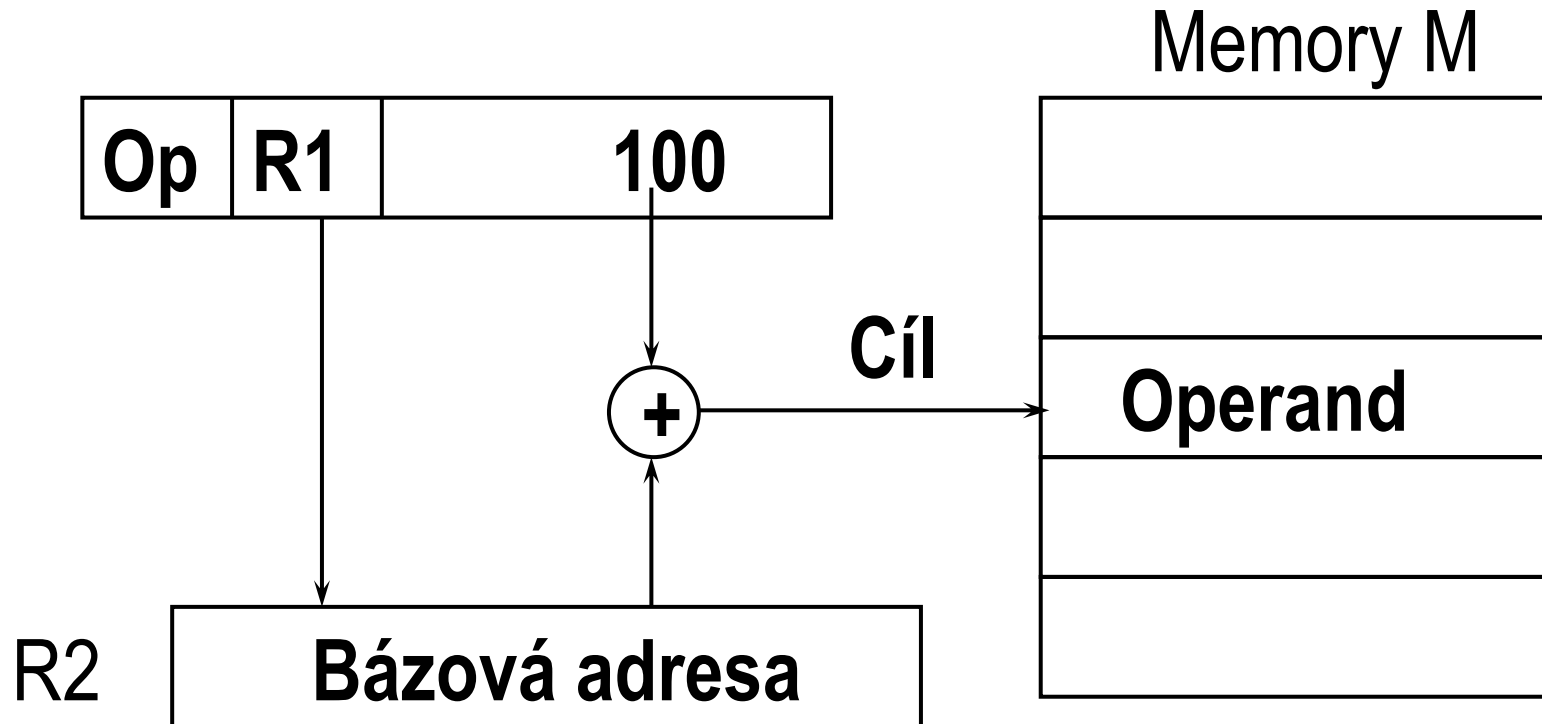 Memory M
Op R1 100
Cíl
Operand
+
R2 Bázová adresa